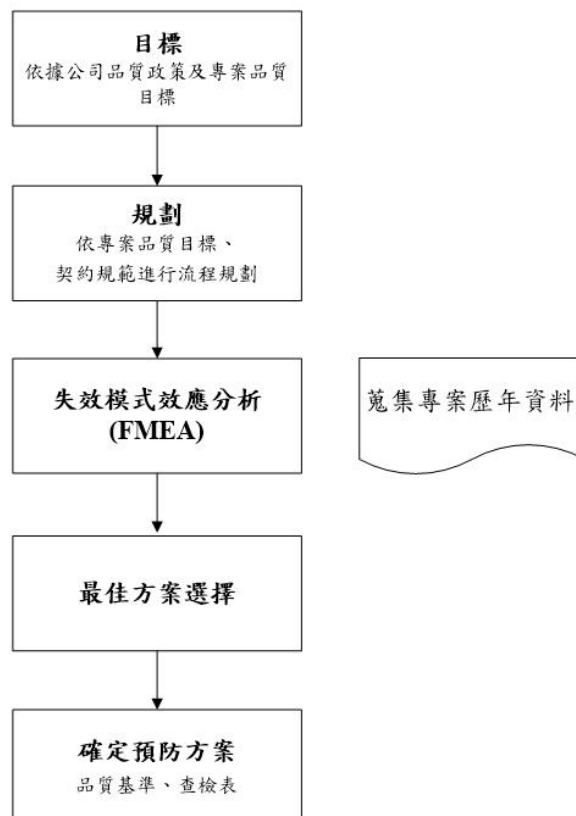 目標
依據公司品質政策及專案品質
目標
規劃
依專案品質目標、
契約規範進行流程規劃
失效模式效應分析
(FMEA)
蒐集專案歷年資料
最佳方案選擇
確定預防方案
品質基準、查檢表